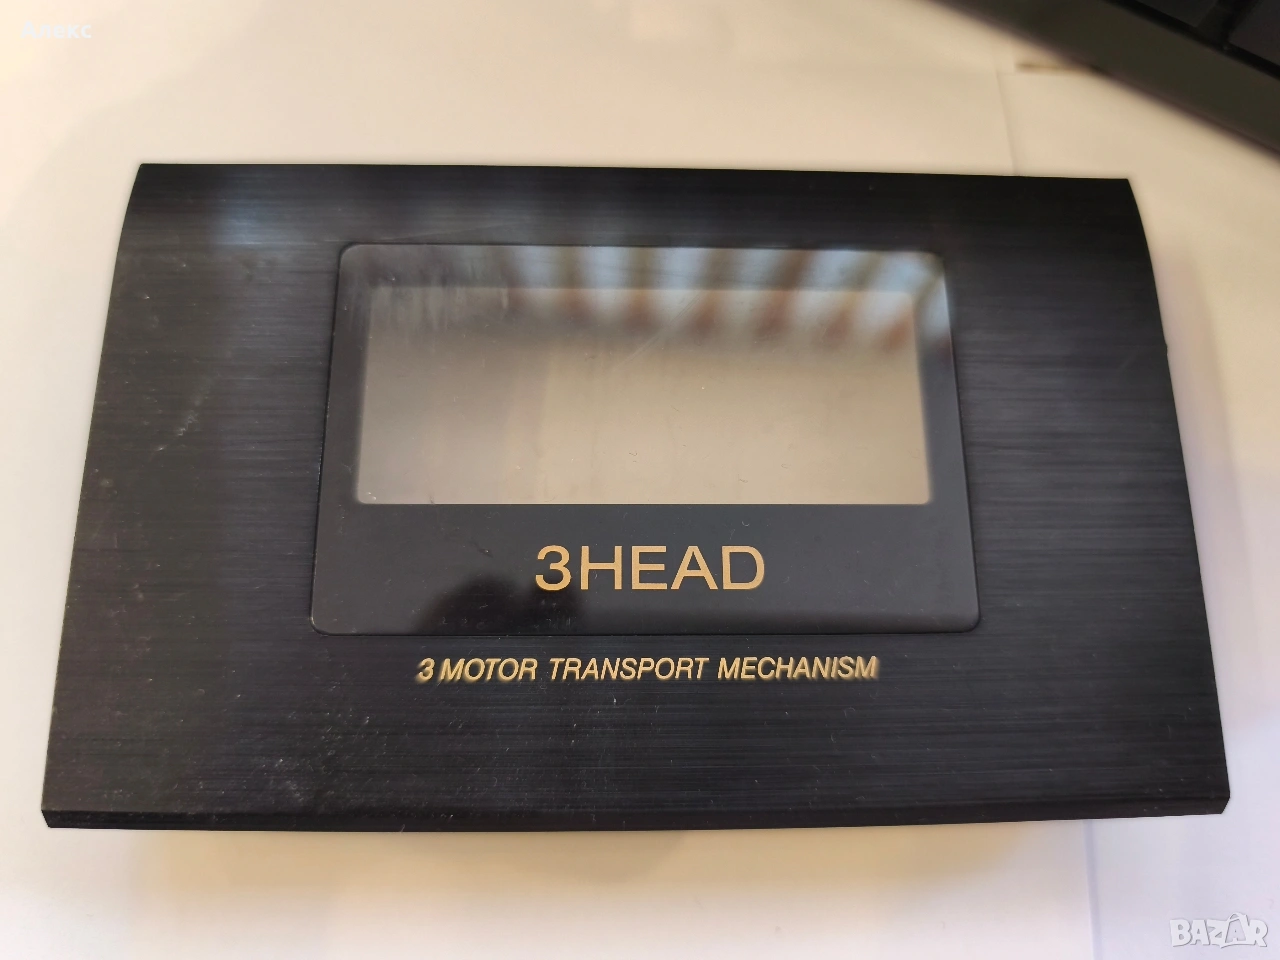 Алекс
3HEAD
3 MOTOR TRANSPORT MECHANISM
BAZAR